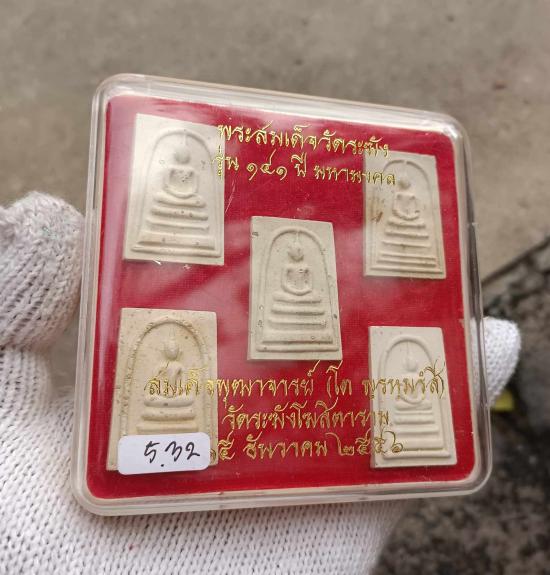 พระสมเด็จวัดระฆัง
รุ่น ๑๔๑ ปี มหามงคล
สมเด็จพุฒาจารย์ (โต พรหมรังสี)
วัดระฆังโฆสิตาราม
ธันวาคม ๒๕๕๖
5.32